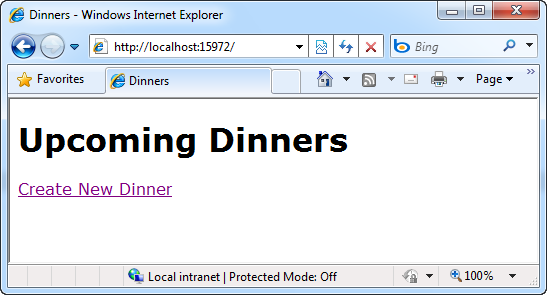 Dinners - Windows Internet Explorer
http://localhost:15972/
Bing
Favorites
Dinners
Page
Upcoming Dinners
Create New Dinner
Local intranet | Protected Mode: Off
100%